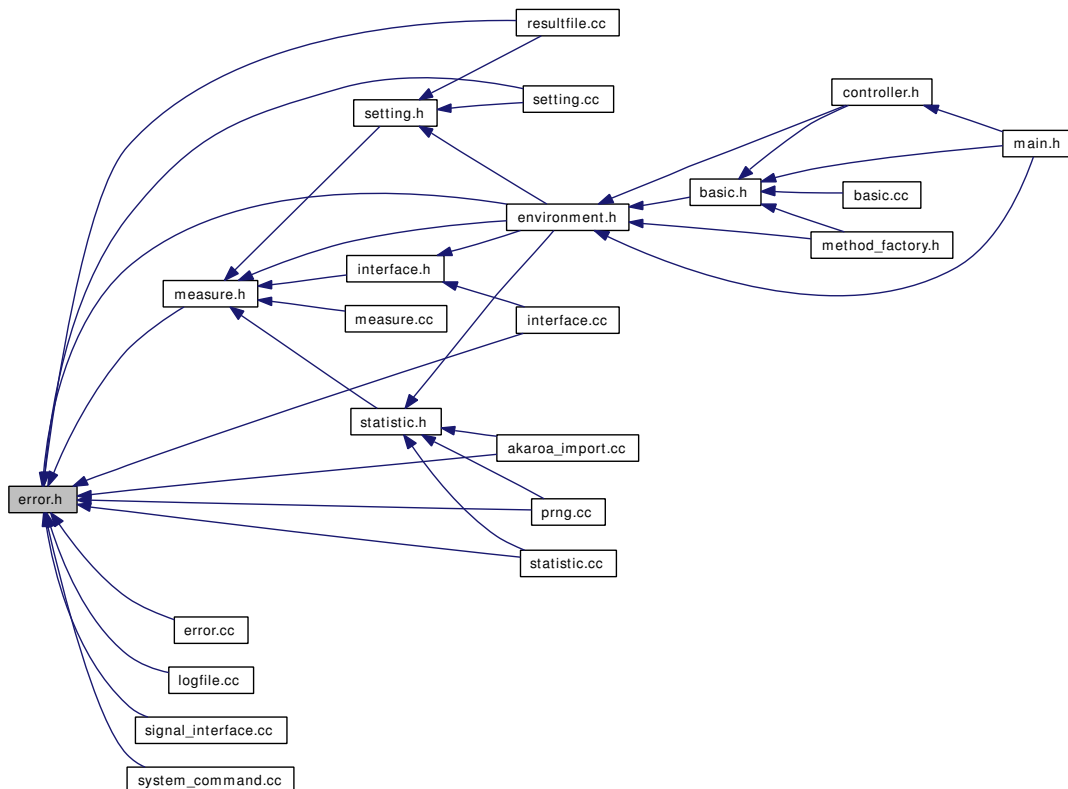 resultfile.cc
controller.h
setting.cc
setting.h
main.h
basic.h
basic.cc
environment.h
method_factory.h
interface.h
measure.h
measure.cc
interface.cc
statistic.h
akaroa_import.cc
error.h
prng.cc
statistic.cc
error.cc
logfile.cc
signal_interface.cc
system_command.cc